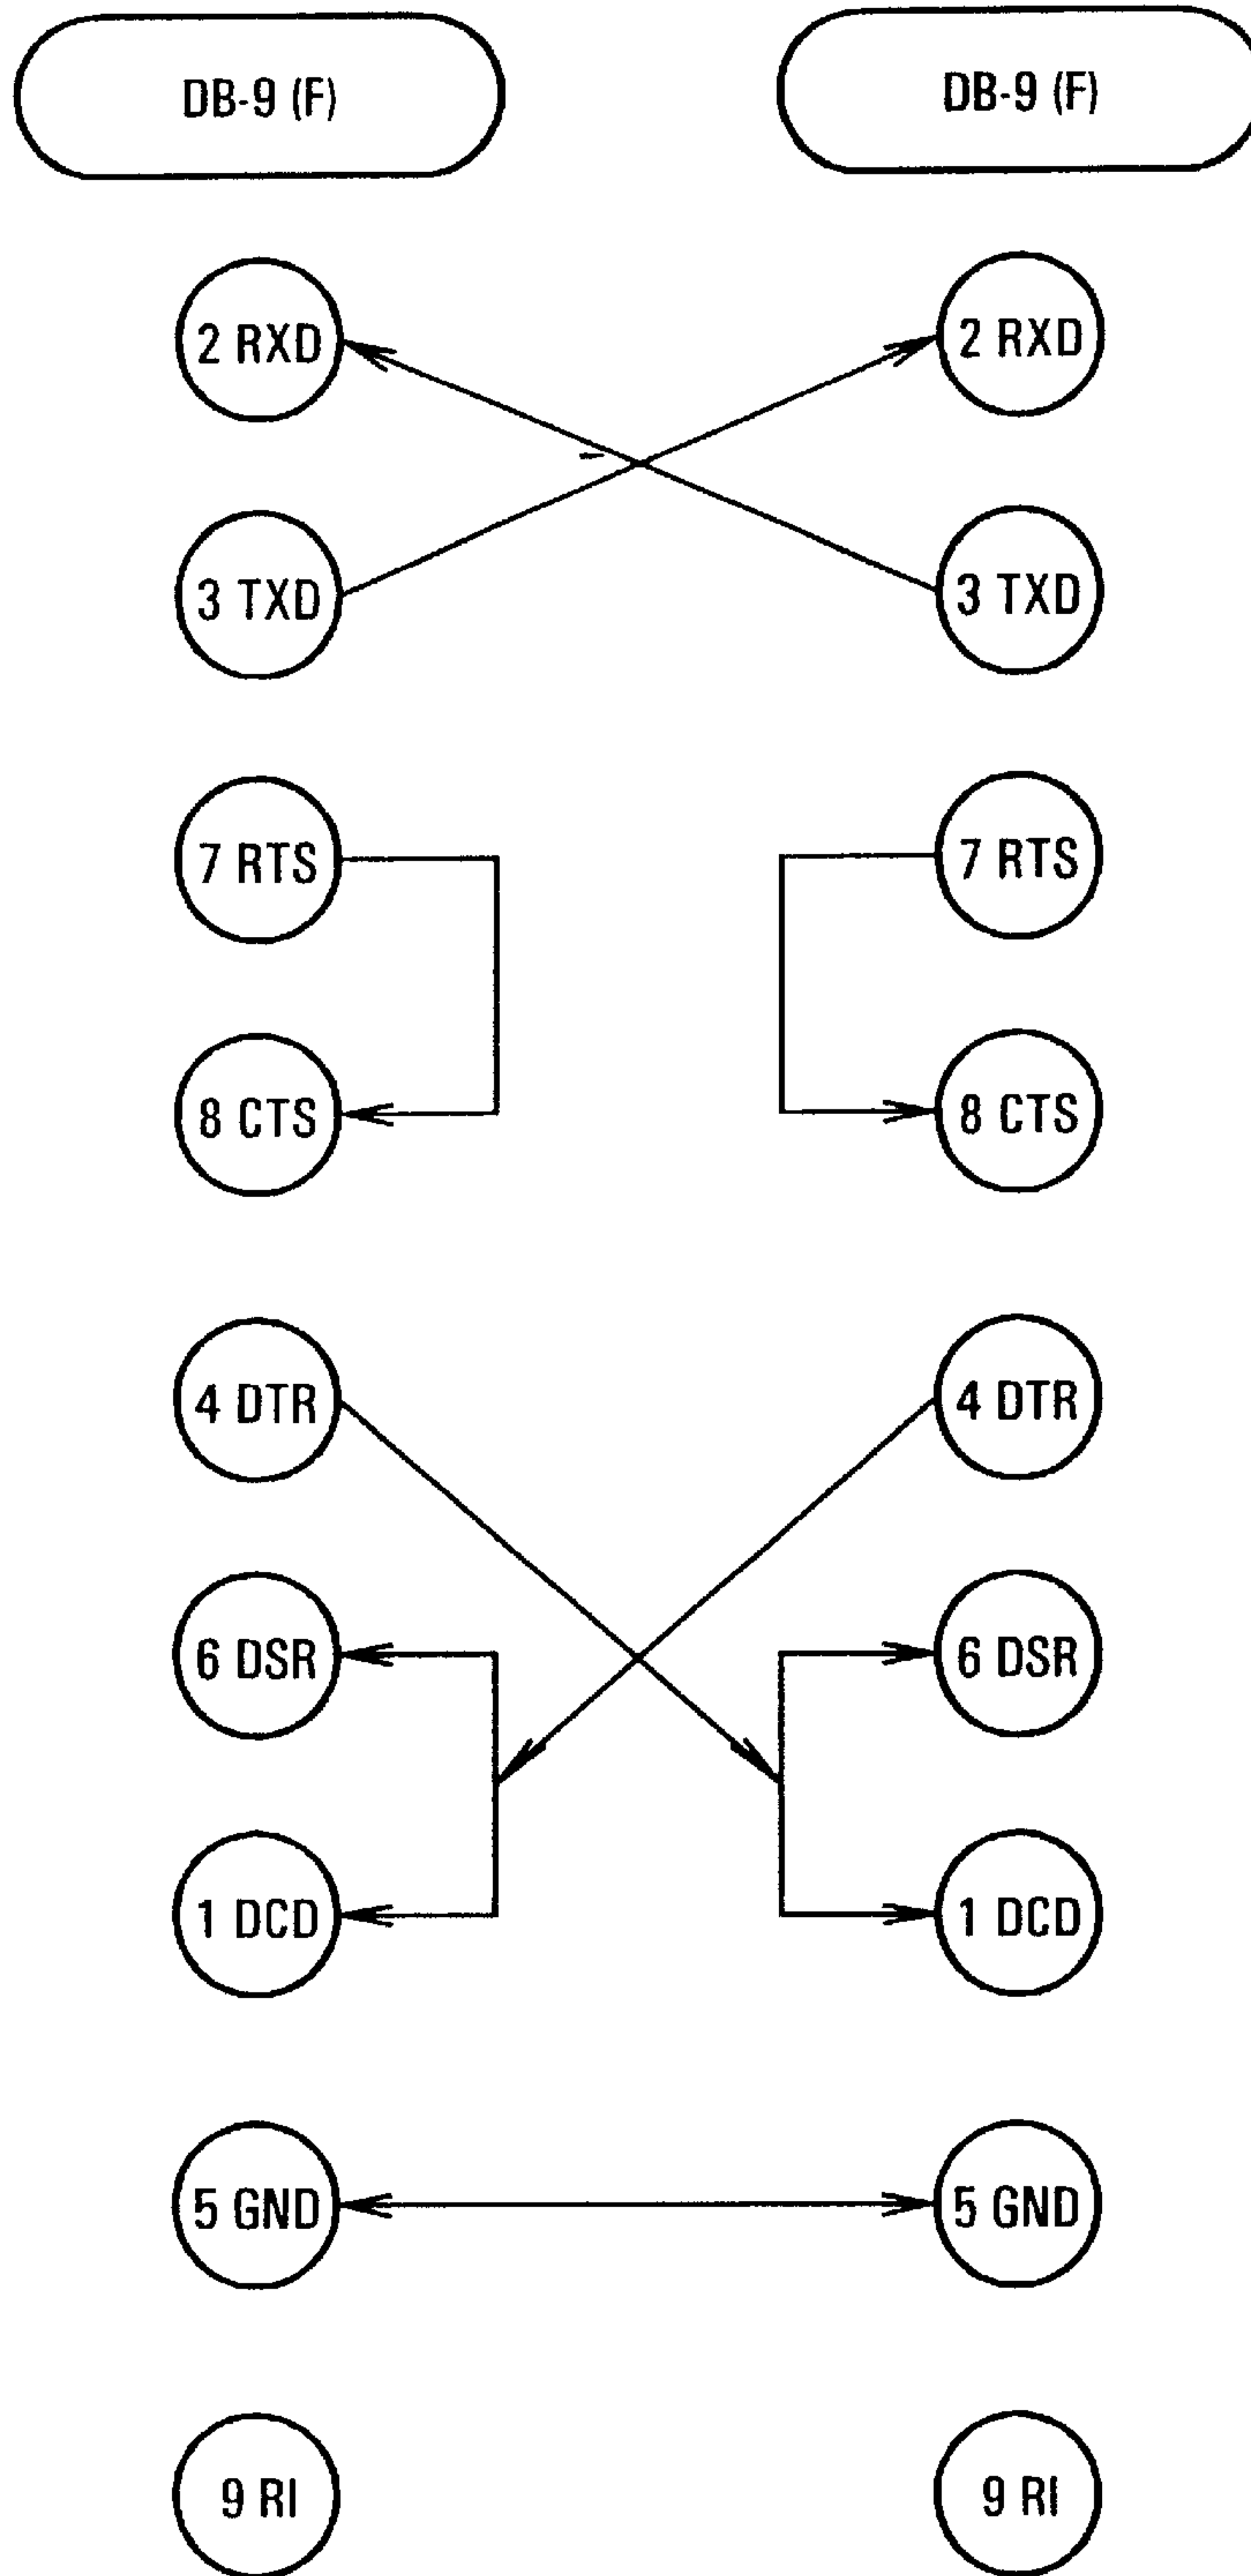 DB-9 (F)
DB-9 (F)
2 RXD
2 RXD
3 TXD
3 TXD
7 RTS
7 RTS
8 CTS
8 CTS
4 DTR
4 DTR
6 DSR
6 DSR
1 DCD
1 DCD
5 GND
5 GND
9 RI
9 RI